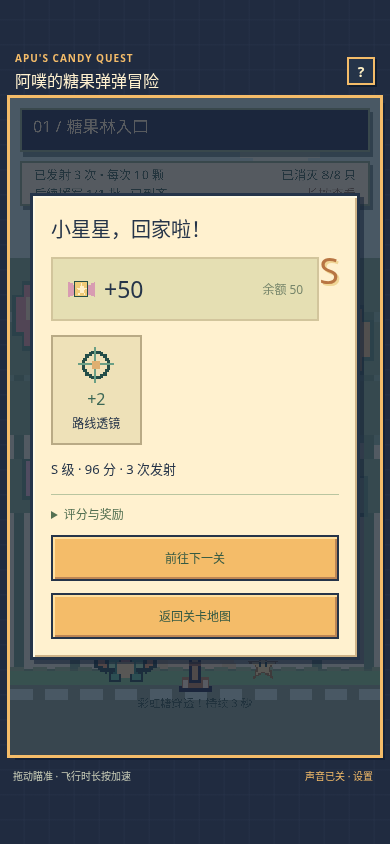 APU'S CANDY QUEST
阿噗的糖果弹弹冒险
?
01 / 糖果林入口
已发射 3 次 · 每次 10 颗
已消灭 8/8 只
小星星，回家啦！
S
+50
余额 50
+2
路线透镜
S 级 · 96 分 · 3 次发射
▶ 评分与奖励
前往下一关
返回关卡地图
拖动瞄准 · 飞行时长按加速
声音已关 · 设置